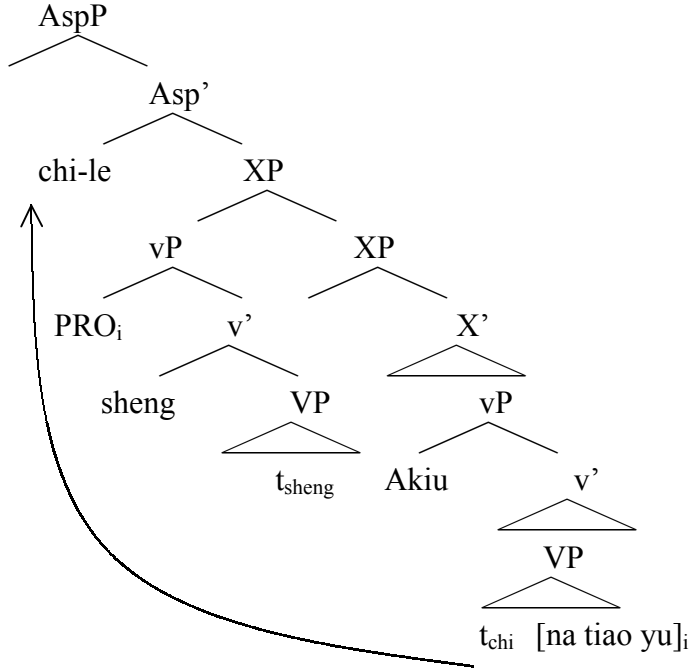 AspP
Asp’
chi-le XP
vP XP
PROi v’ X’
sheng VP vP
tsheng Akiu v’
VP
tchi [na tiao yu]i